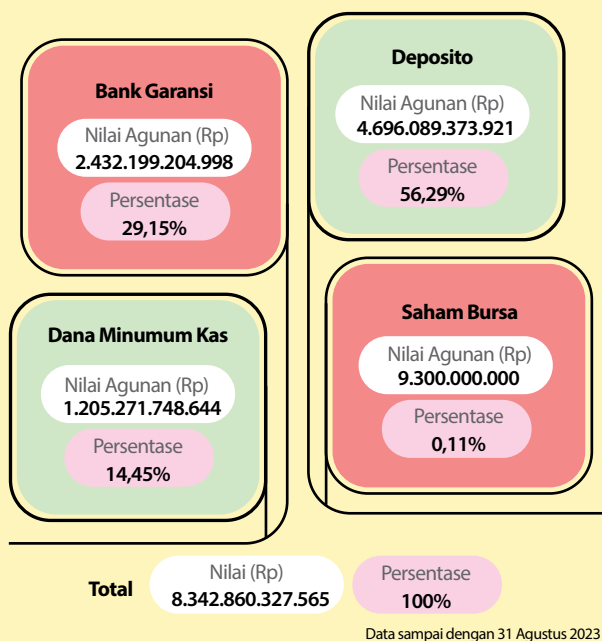 Bank Garansi
Nilai Agunan (Rp)
2.432.199.204.998
Persentase
29,15%
Deposito
Nilai Agunan (Rp)
4.696.089.373.921
Persentase
56,29%
Dana Minumum Kas
Nilai Agunan (Rp)
1.205.271.748.644
Persentase
14,45%
Saham Bursa
Nilai Agunan (Rp)
9.300.000.000
Persentase
0,11%
Total
Nilai (Rp)
8.342.860.327.565
Persentase
100%
Data sampai dengan 31 Agustus 2023